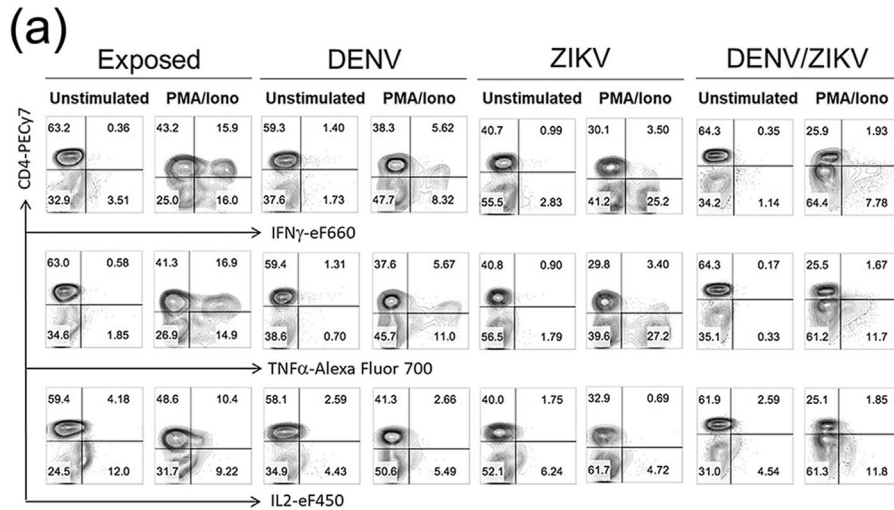 (a)
Exposed DENV ZIKV DENV/ZIKV
Unstimulated PMA/Iono Unstimulated PMA/Iono Unstimulated PMA/Iono Unstimulated PMA/Iono
CD4-PECy7
63.2 0.36 43.2 15.9 59.3 1.40 38.3 5.62 40.7 0.99 30.1 3.50 64.3 0.35 25.9 1.93
32.9 3.51 25.0 16.0 37.6 1.73 47.7 8.32 55.5 2.83 41.2 25.2 34.2 1.14 64.4 7.78
IFNγ-eF660
63.0 0.58 41.3 16.9 59.4 1.31 37.6 5.67 40.8 0.90 29.8 3.40 64.3 0.17 25.5 1.67
34.6 1.85 26.9 14.9 38.6 0.70 45.7 11.0 56.5 1.79 39.6 27.2 35.1 0.33 61.2 11.7
TNFα-Alexa Fluor 700
59.4 4.18 48.6 10.4 58.1 2.59 41.3 2.66 40.0 1.75 32.9 0.69 61.9 2.59 25.1 1.85
24.5 12.0 31.7 9.22 34.9 4.43 50.6 5.49 52.1 6.24 61.7 4.72 31.0 4.54 61.3 11.8
IL2-eF450